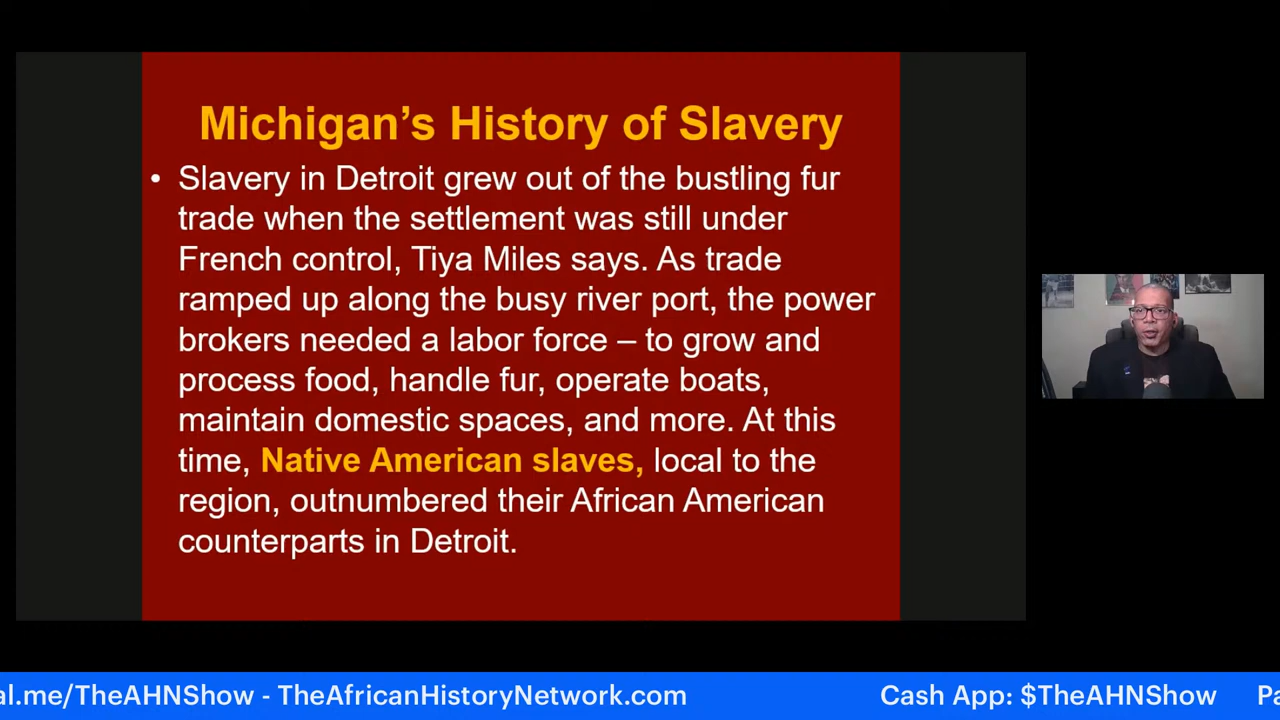 Michigan’s History of Slavery
• Slavery in Detroit grew out of the bustling fur
trade when the settlement was still under
French control, Tiya Miles says. As trade
ramped up along the busy river port, the power
brokers needed a labor force – to grow and
process food, handle fur, operate boats,
maintain domestic spaces, and more. At this
time, Native American slaves, local to the
region, outnumbered their African American
counterparts in Detroit.
al.me/TheAHNShow - TheAfricanHistoryNetwork.com Cash App: $TheAHNShow Pa